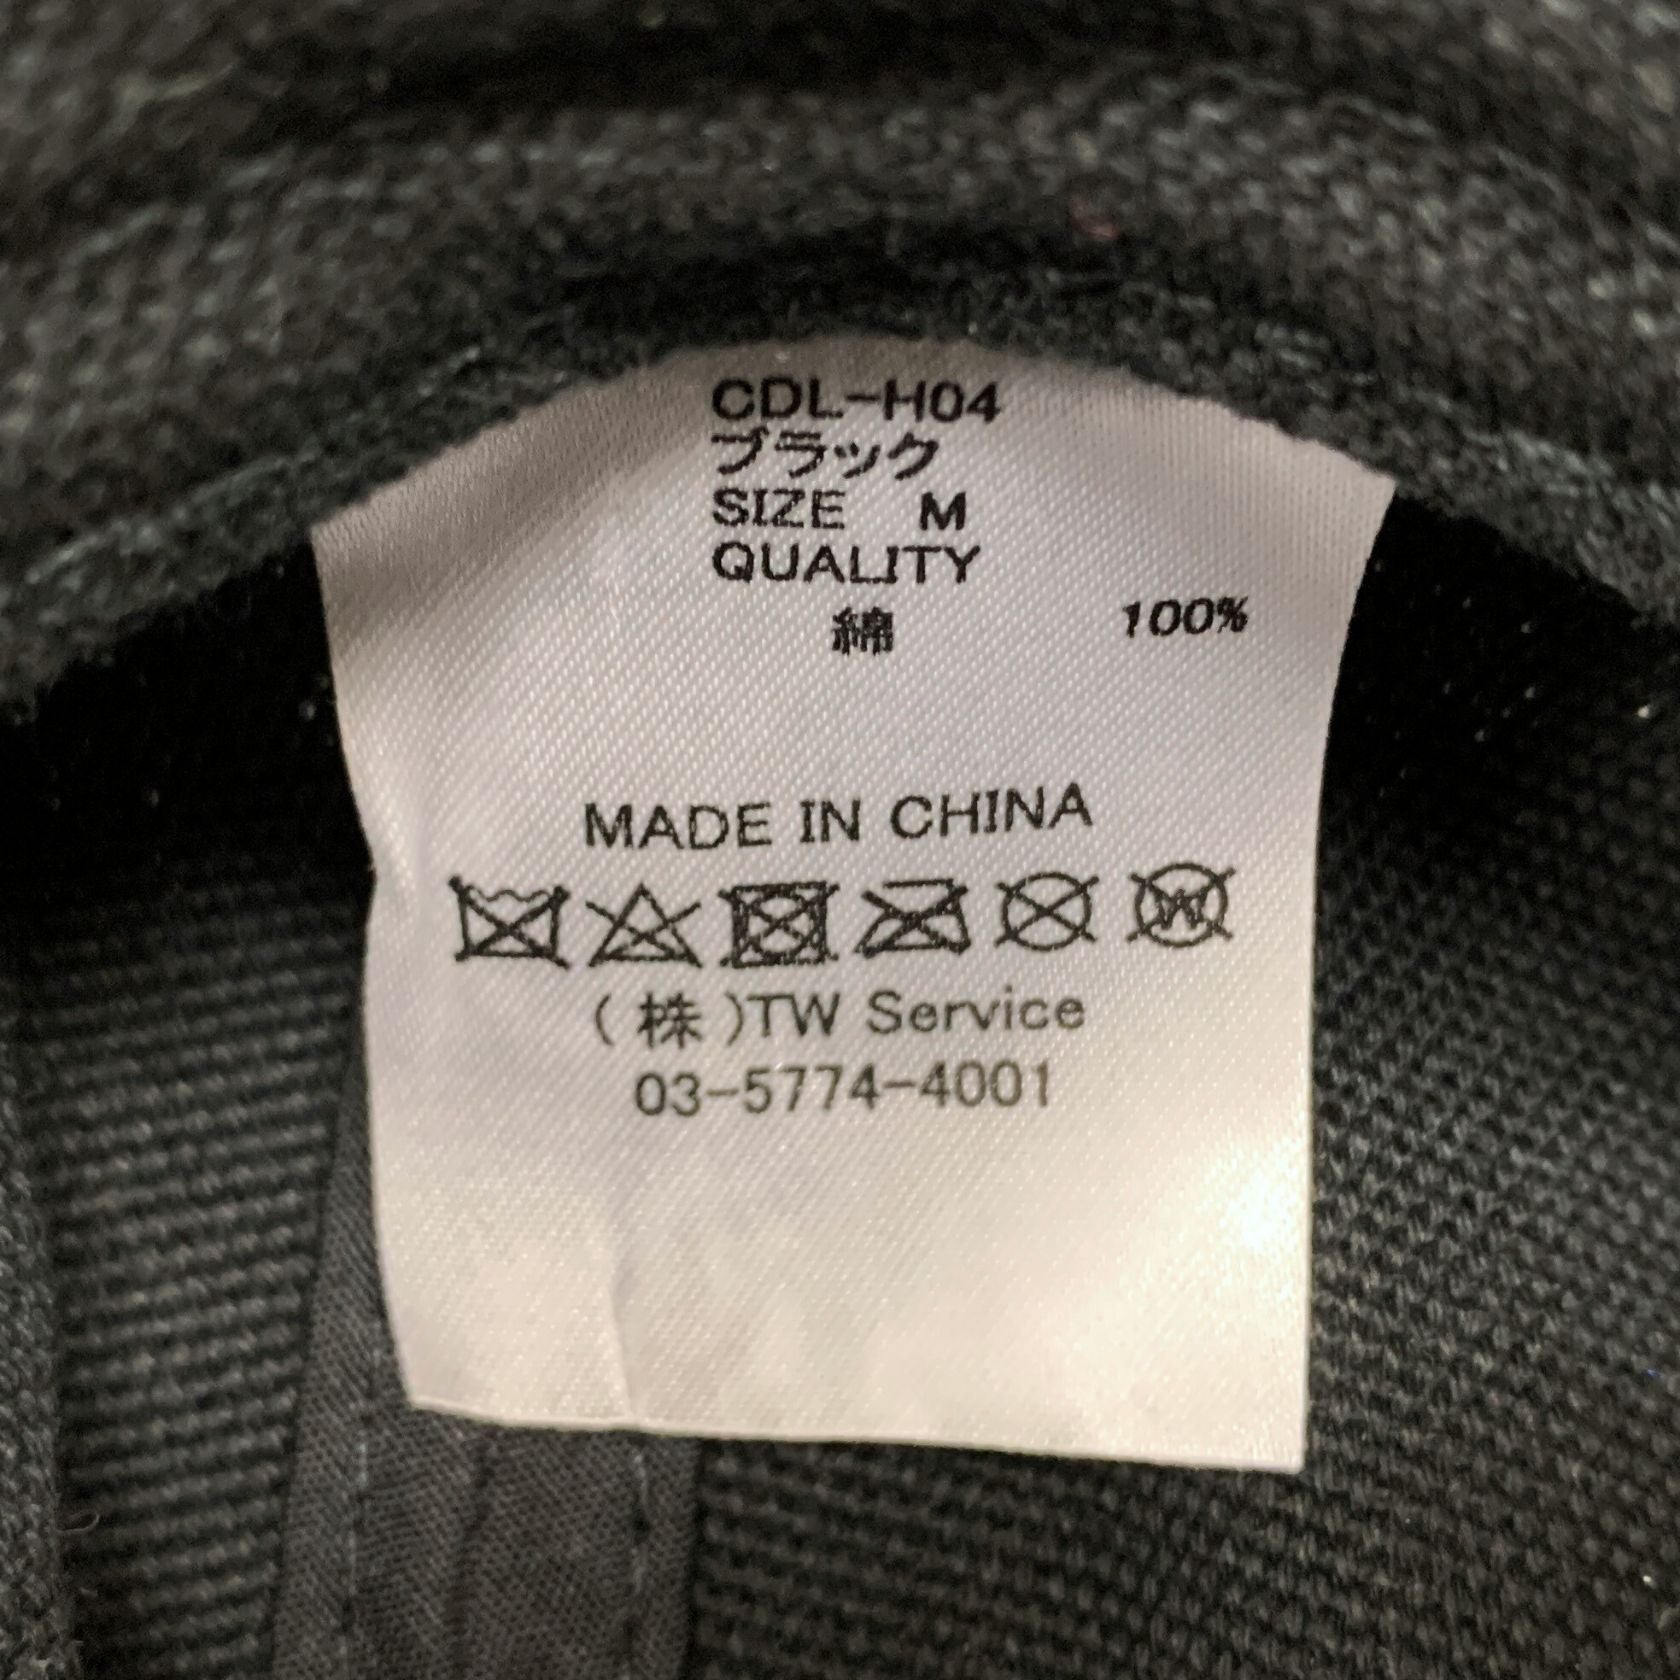 CDL-H04
ブラック
SIZE M
QUALITY
綿 100%
MADE IN CHINA
W
(株)TW Service
03-5774-4001